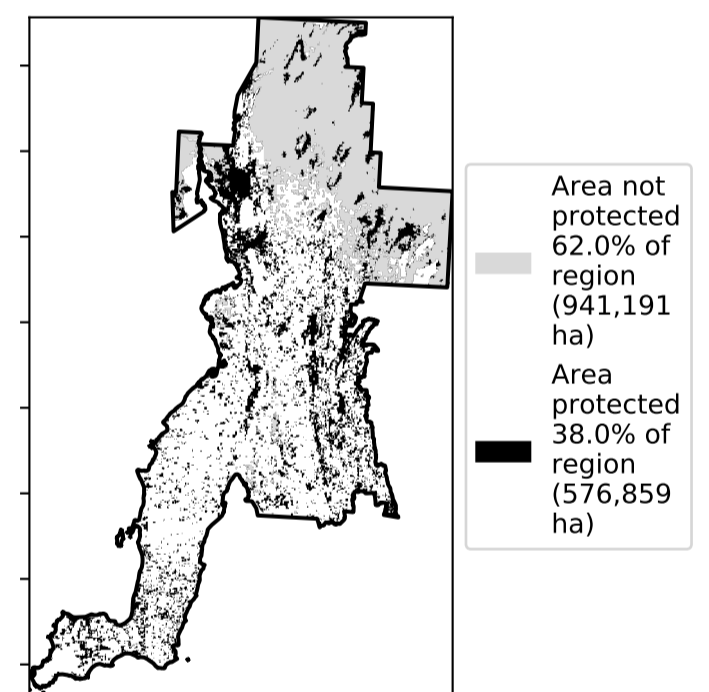 Area not
protected
62.0% of
region
(941,191
ha)
Area
protected
38.0% of
region
(576,859
ha)